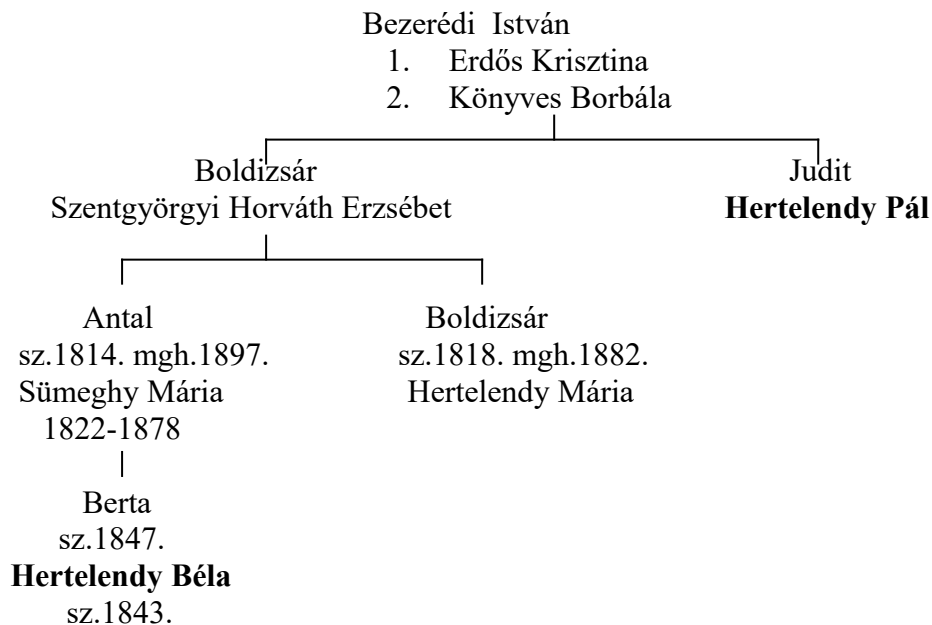 Bezerédi István
1. Erdős Krisztina
2. Könyves Borbála
Boldizsár
Szentgyörgyi Horváth Erzsébet
Judit
Hertelendy Pál
Antal
sz.1814. mgh.1897.
Sümeghy Mária
1822-1878
Boldizsár
sz.1818. mgh.1882.
Hertelendy Mária
Berta
sz.1847.
Hertelendy Béla
sz.1843.